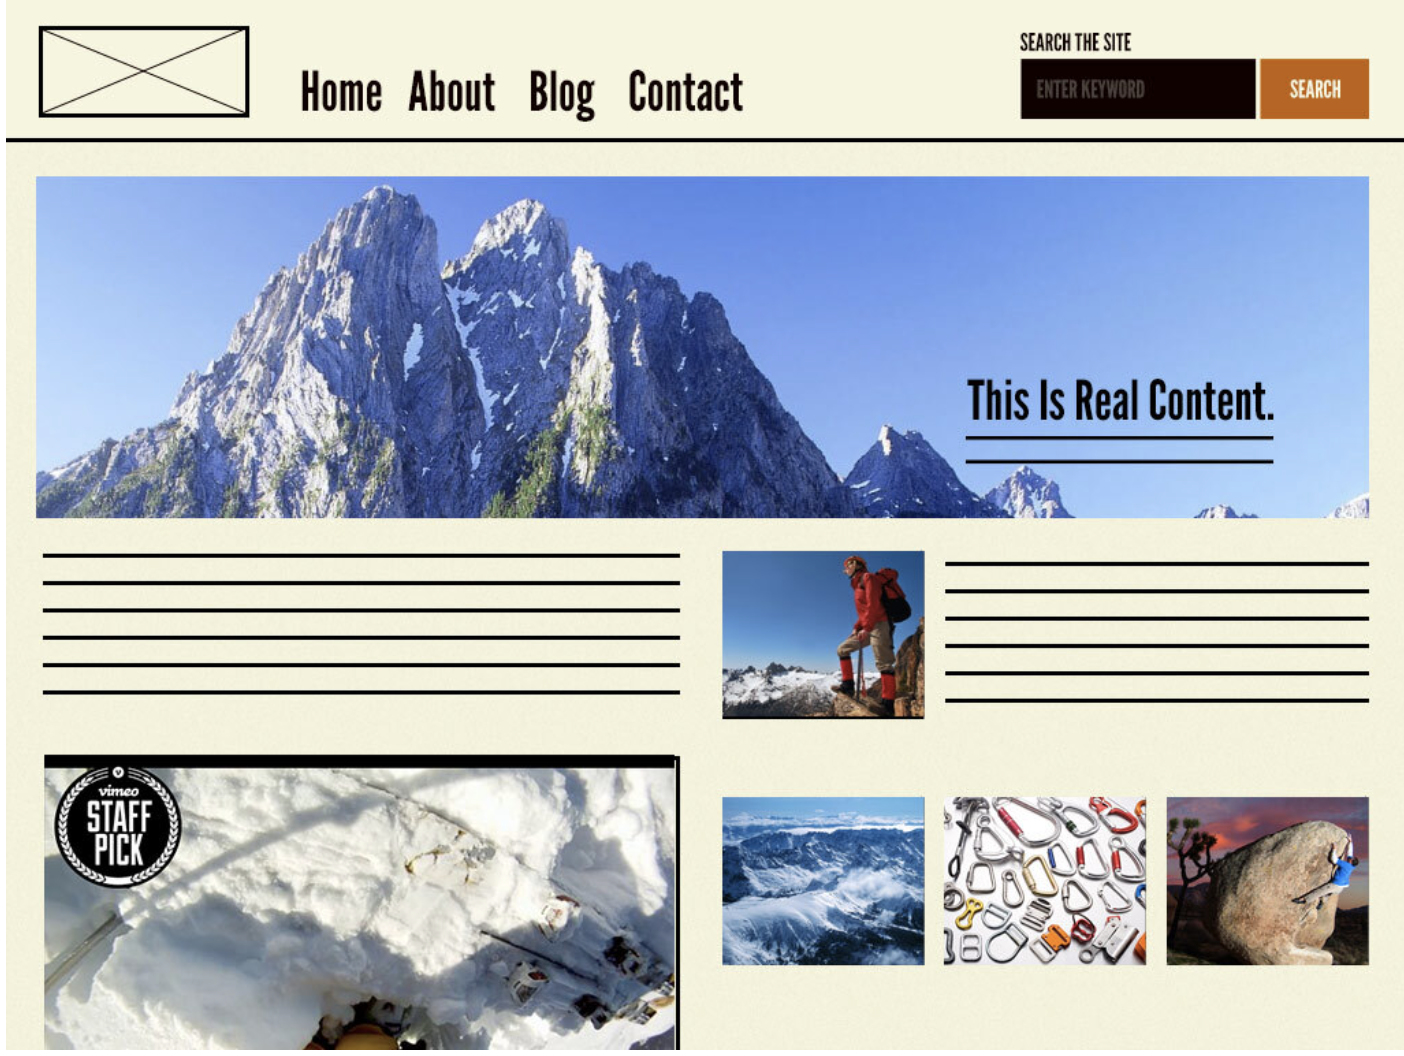 SEARCH THE SITE
Home About Blog Contact
ENTER KEYWORD SEARCH
This Is Real Content.
vimeo
STAFF
PICK